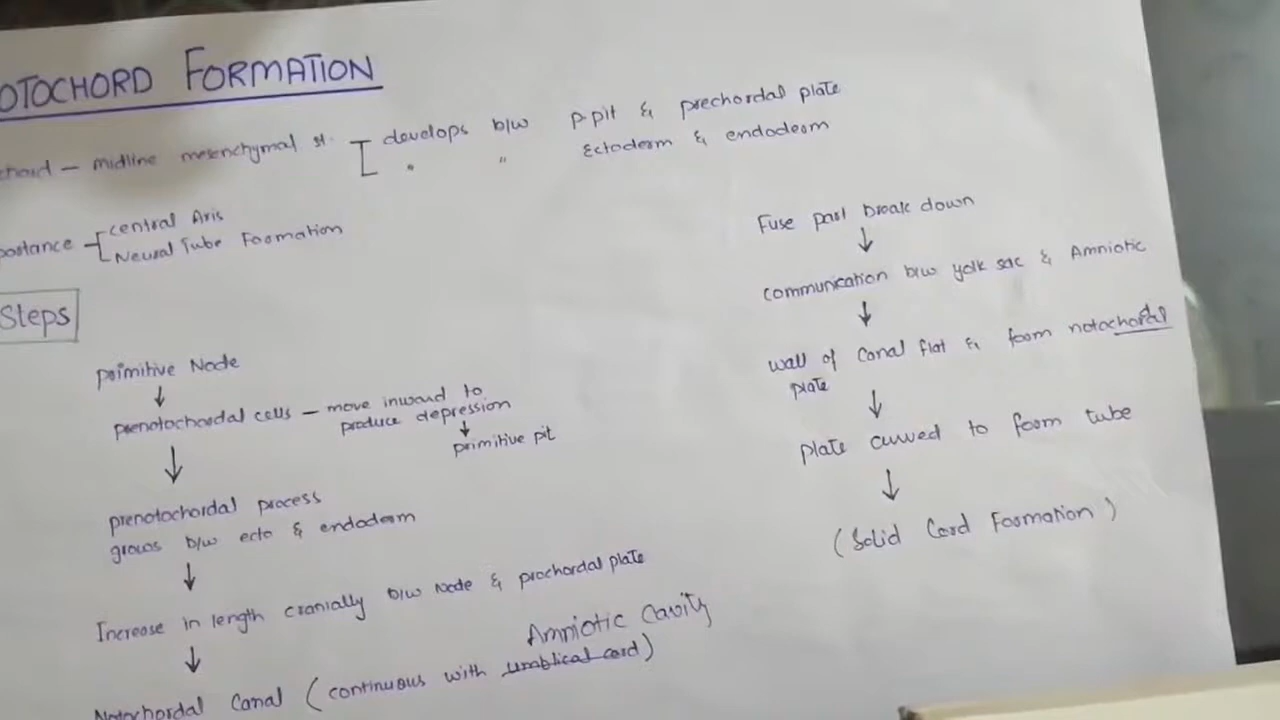 OTOCHORD FORMATION
chord – midline mesenchymal st. [ develops b/w p.pit & prechordal plate
" " Ectoderm & endoderm
portance central Axis
Neural Tube Formation
Steps
primitive Node
↓
prenotochordal cells – move inward to
produce depression
↓
primitive pit
↓
prenotochordal process
grows b/w ecto & endoderm
↓
Increase in length cranially b/w Node & prochordal plate
↓
Amniotic Cavity
Notochordal Canal (continuous with umblical cord)
Fuse part break down
↓
communication b/w yolk sac & Amniotic
↓
wall of canal flat & form notochordal
plate
↓
plate curved to form tube
↓
(Solid Cord Formation)